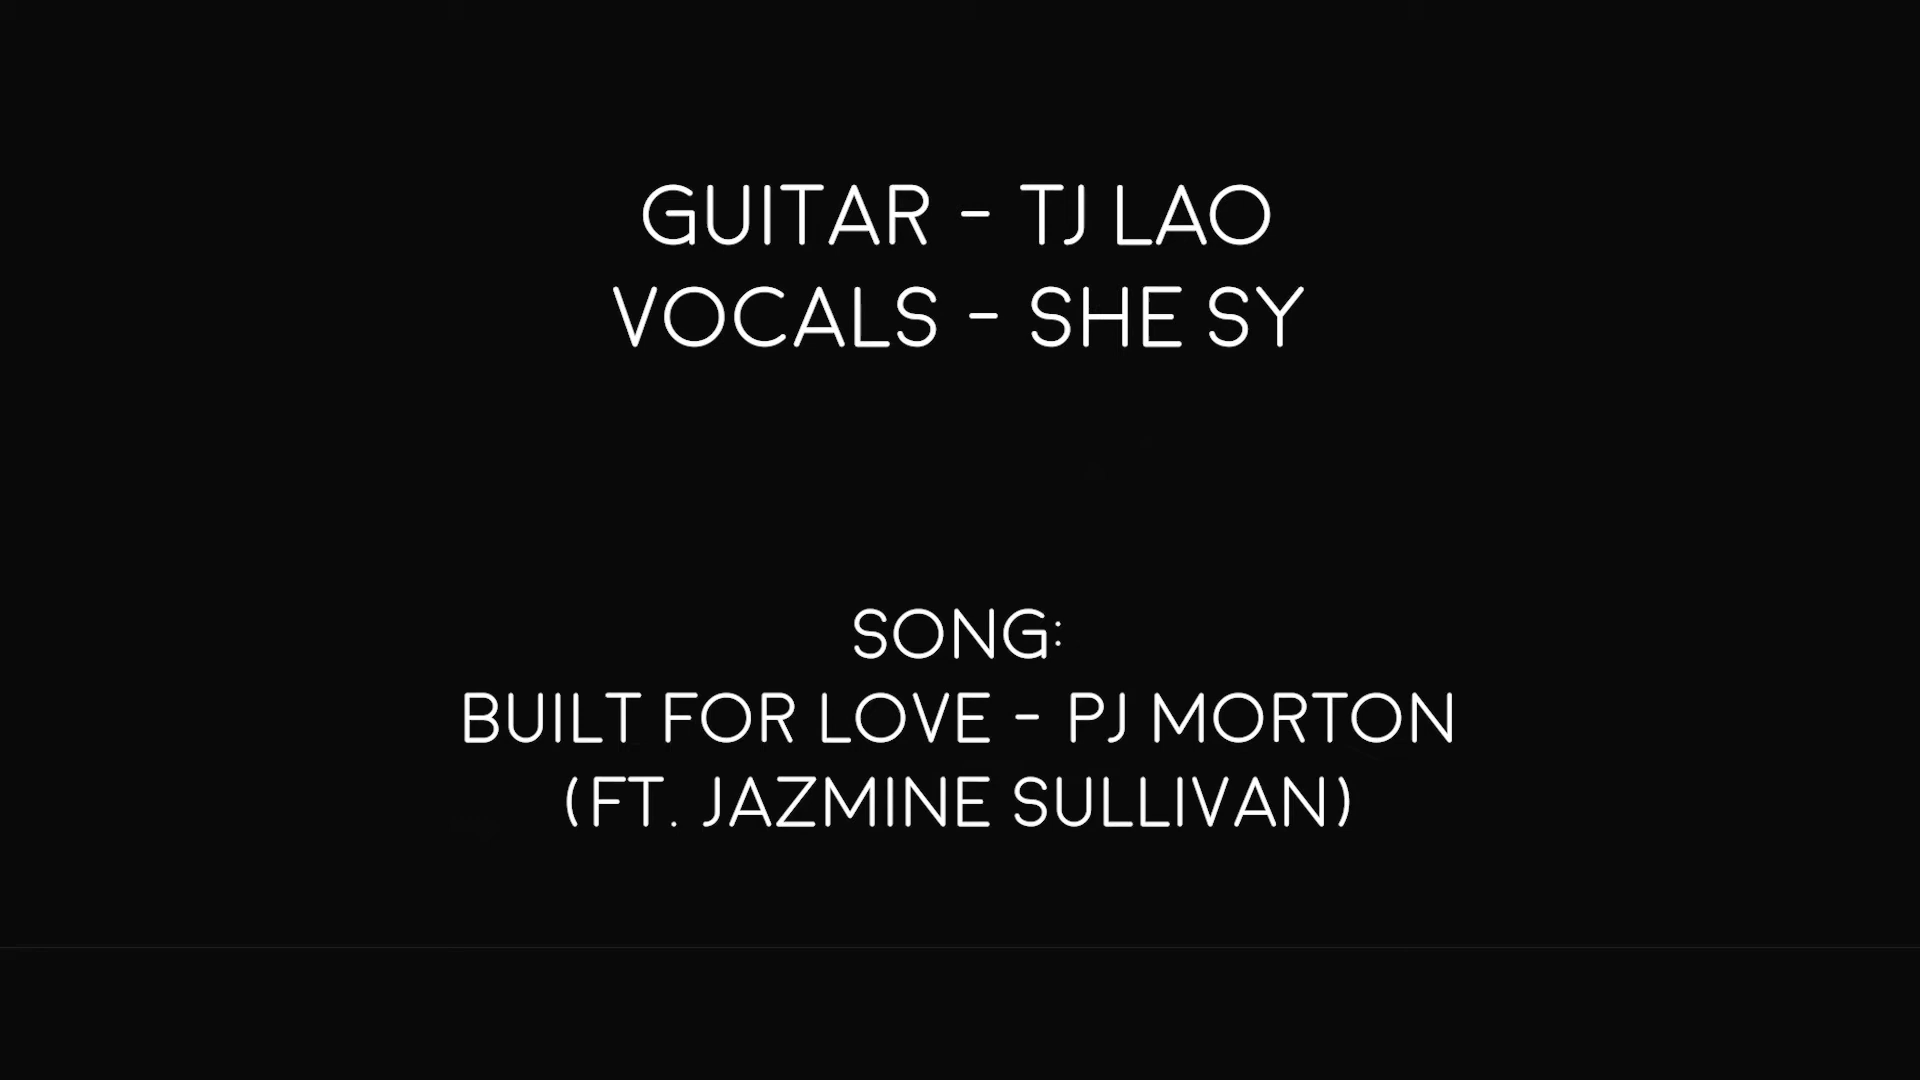 GUITAR - TJ LAO
VOCALS - SHE SY
SONG:
BUILT FOR LOVE - PJ MORTON
(FT. JAZMINE SULLIVAN)